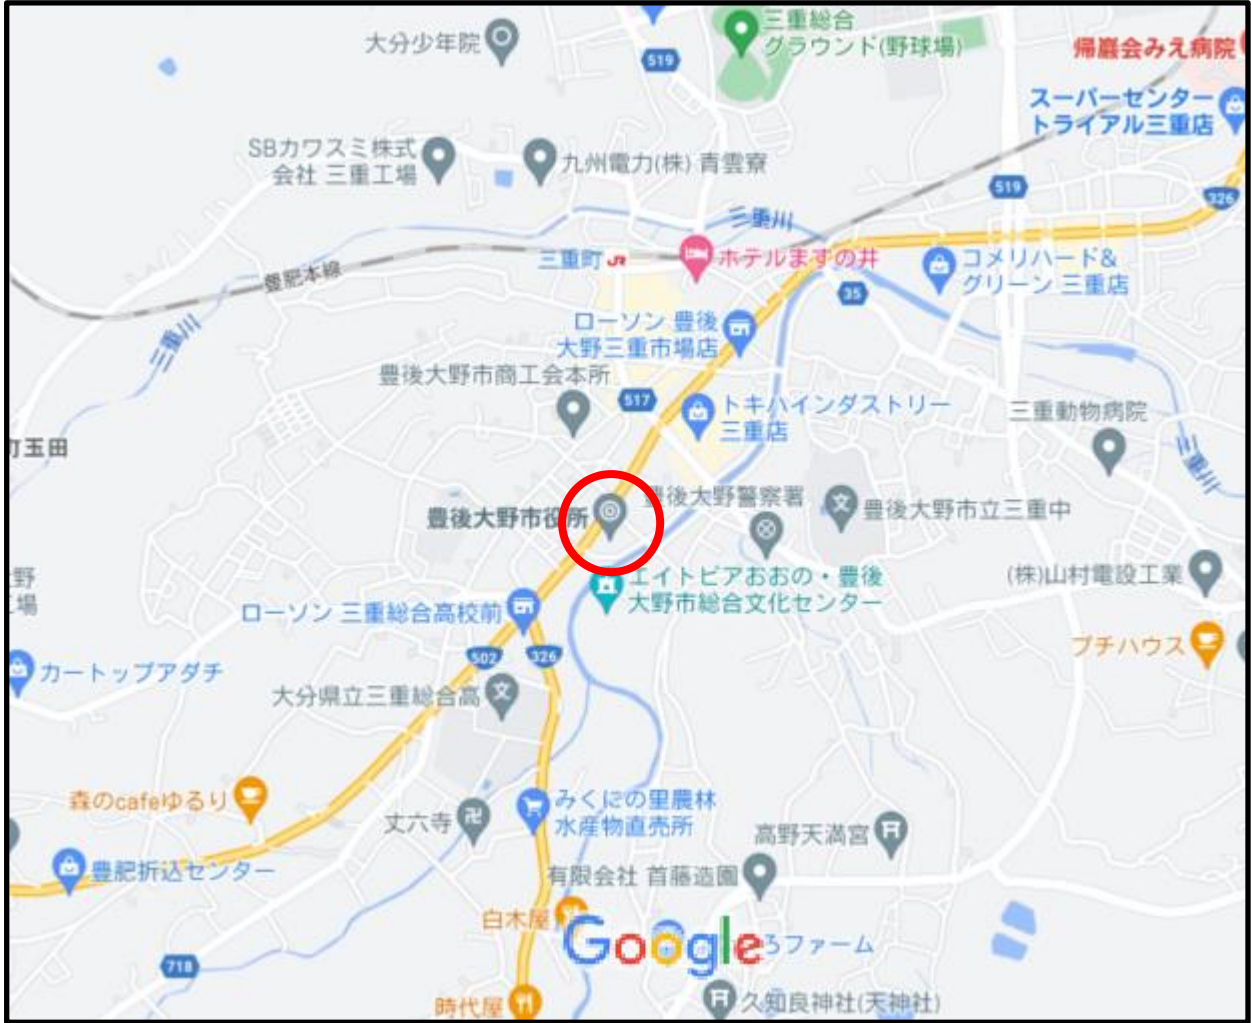 三重総合
グラウンド(野球場)
大分少年院
519
帰巖会みえ病院
スーパーセンター
トライアル三重店
SBカワスミ株式
会社 三重工場
九州電力(株) 青雲寮
519
326
三重川
三重町
JR
ホテルますの井
コメリハード&
グリーン 三重店
豊肥本線
35
三重川
ローソン 豊後
大野三重市場店
豊後大野市商工会本所
517
トキハインダストリー
三重店
三重動物病院
町玉田
三重川
豊後大野市役所
豊後大野警察署
豊後大野市立三重中
エイトピアおおの・豊後
大野市総合文化センター
(株)山村電設工業
野
場
ローソン 三重総合高校前
プチハウス
カートップアダチ
502
326
大分県立三重総合高
森のcafeゆるり
丈六寺
みくにの里農林
水産物直売所
高野天満宮
豊肥折込センター
有限会社 首藤造園
白木屋
Google
ろファーム
718
時代屋
久知良神社(天神社)